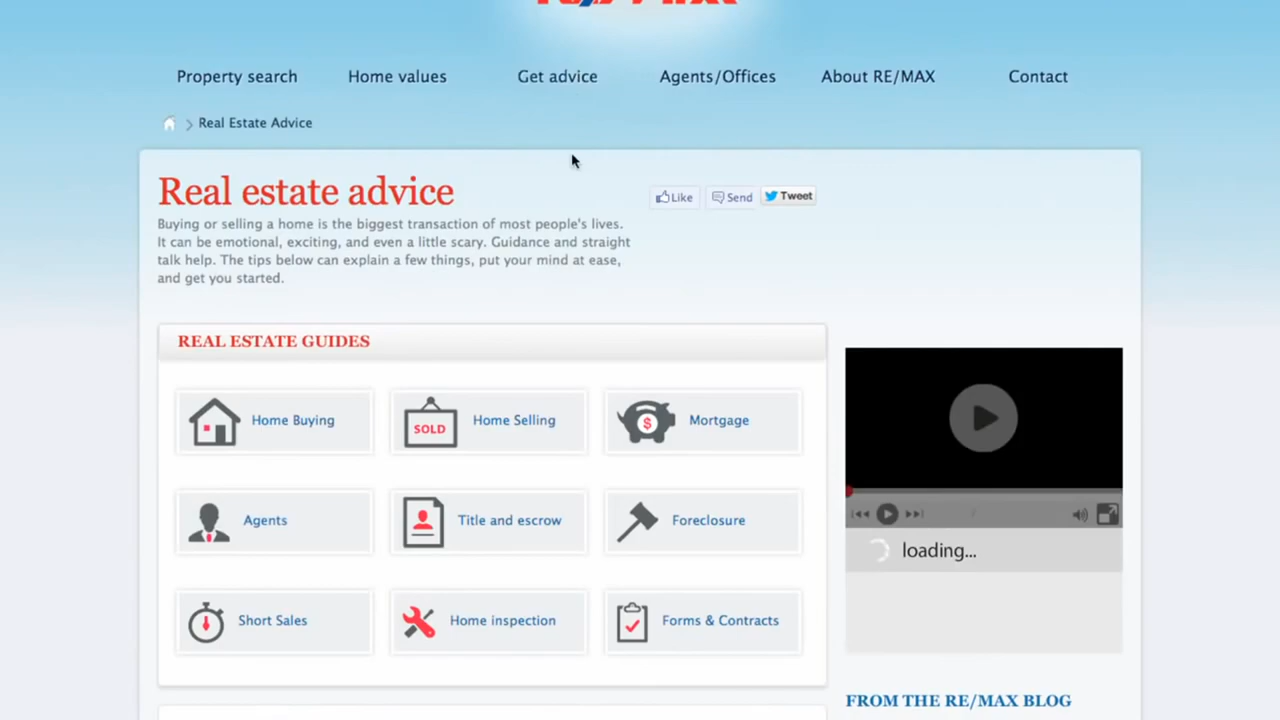 Property search Home values Get advice Agents/Offices About RE/MAX Contact
Real Estate Advice
Real estate advice
Like Send Tweet
Buying or selling a home is the biggest transaction of most people's lives.
It can be emotional, exciting, and even a little scary. Guidance and straight
talk help. The tips below can explain a few things, put your mind at ease,
and get you started.
REAL ESTATE GUIDES
Home Buying
SOLD
Home Selling
$
Mortgage
Agents
Title and escrow
Foreclosure
Short Sales
Home inspection
Forms & Contracts
/
loading...
FROM THE RE/MAX BLOG